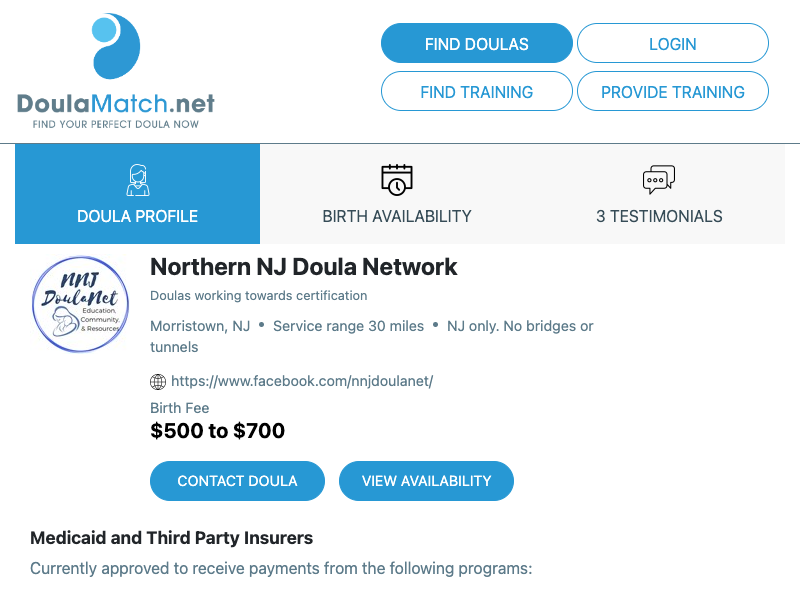 DoulaMatch.net
FIND YOUR PERFECT DOULA NOW
FIND DOULAS
LOGIN
FIND TRAINING
PROVIDE TRAINING
DOULA PROFILE
BIRTH AVAILABILITY
3 TESTIMONIALS
NNJ
DoulaNet
Education,
Community,
& Resources
Northern NJ Doula Network
Doulas working towards certification
Morristown, NJ • Service range 30 miles • NJ only. No bridges or
tunnels
https://www.facebook.com/nnjdoulanet/
Birth Fee
$500 to $700
CONTACT DOULA
VIEW AVAILABILITY
Medicaid and Third Party Insurers
Currently approved to receive payments from the following programs: